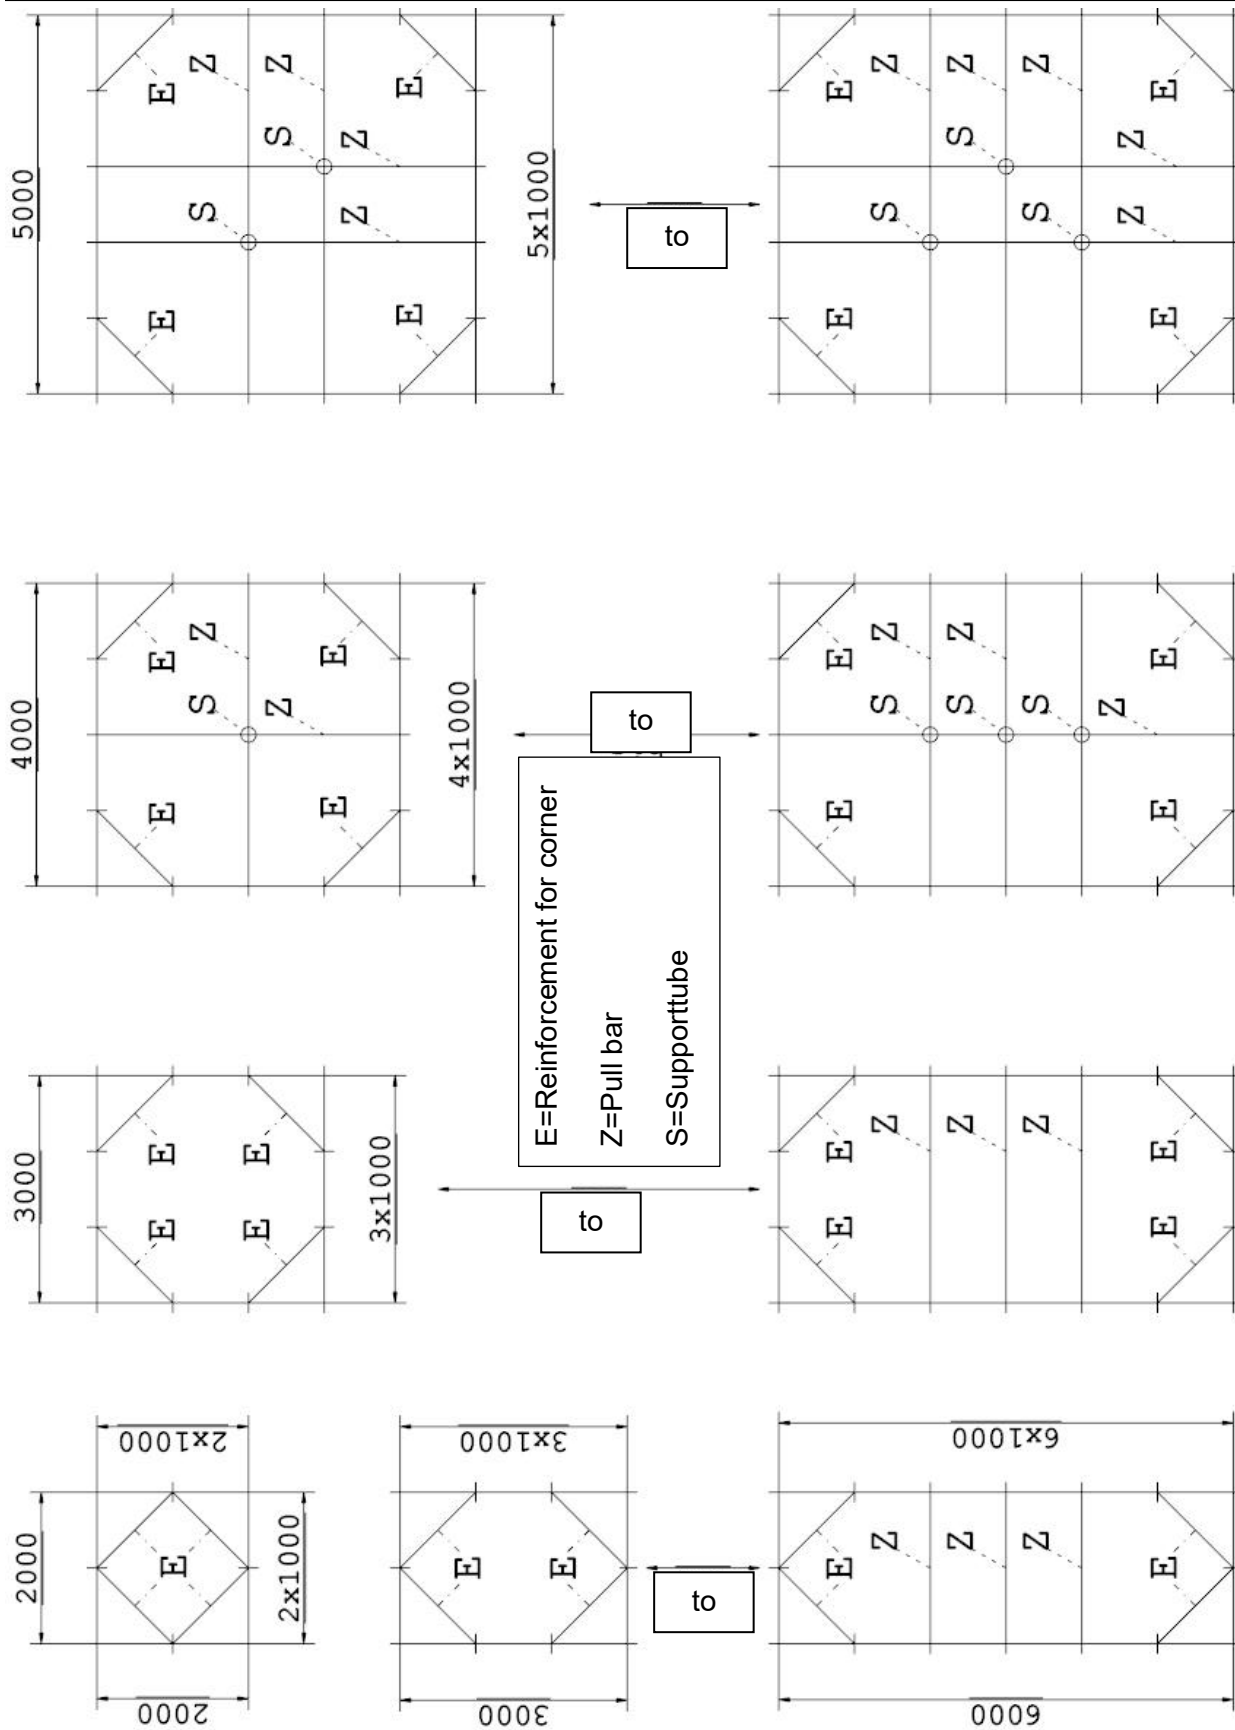 2000
2000
2x1000
E
2x1000
3000
3x1000
E
E
to
6000
6x1000
E
Z
Z
Z
E
3000
E E
E E
3x1000
to
E E
Z
Z
Z
E E
E=Reinforcement for corner
Z=Pull bar
S=Supporttube
4000
E E
S Z
Z
E E
4x1000
to
E E
S Z
S Z
S
Z
E E
5000
E E
S Z
S Z
Z Z
E E
5x1000
to
E E
S Z
S Z
S Z
Z Z
E E